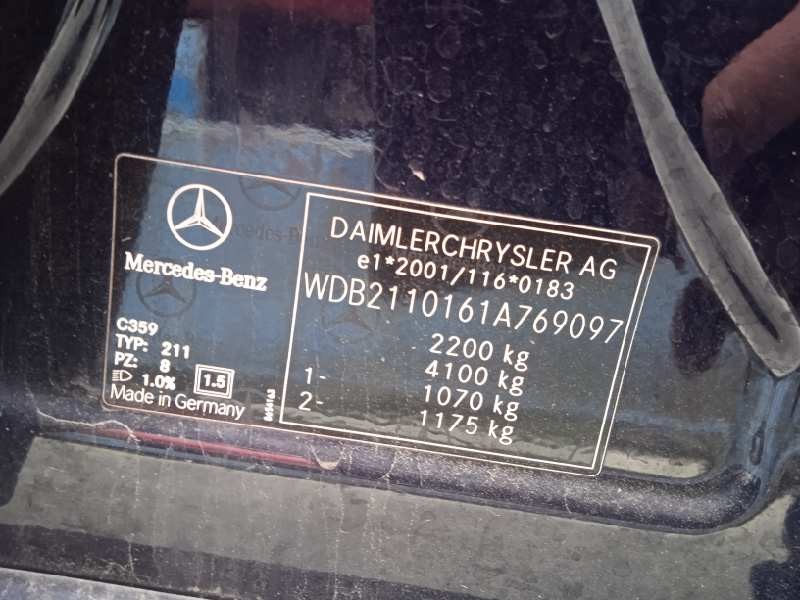 Mercedes-Benz
C359
TYP: 211
PZ: 8
1.0%
1.5
Made in Germany
DAIMLERCHRYSLER AG
e1*2001/116*0183
WDB2110161A769097
2200 kg
4100 kg
1- 1070 kg
2- 1175 kg